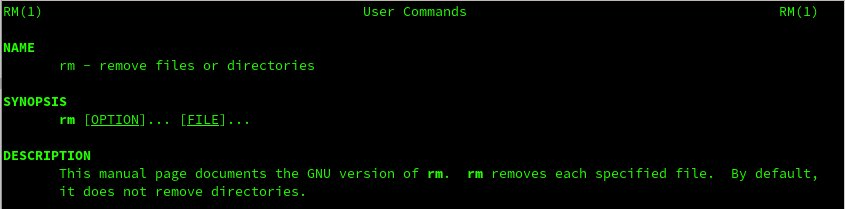 RM(1) User Commands RM(1)
NAME
rm - remove files or directories
SYNOPSIS
rm [OPTION]... [FILE]...
DESCRIPTION
This manual page documents the GNU version of rm. rm removes each specified file. By default,
it does not remove directories.